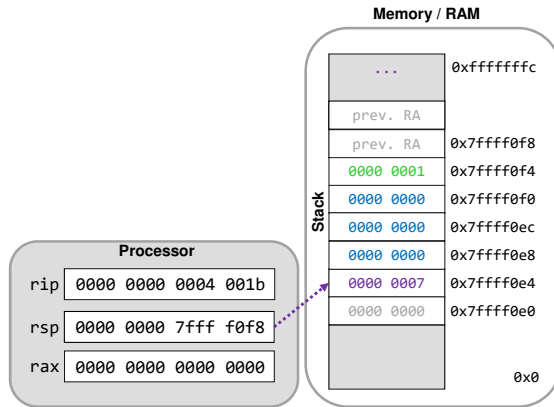 Memory / RAM
... 0xfffffffc
prev. RA
prev. RA 0x7ffff0f8
0000 0001 0x7ffff0f4
0000 0000 0x7ffff0f0
0000 0000 0x7ffff0ec
0000 0000 0x7ffff0e8
0000 0007 0x7ffff0e4
0000 0000 0x7ffff0e0
0x0
Stack
Processor
rip 0000 0000 0004 001b
rsp 0000 0000 7fff f0f8
rax 0000 0000 0000 0000